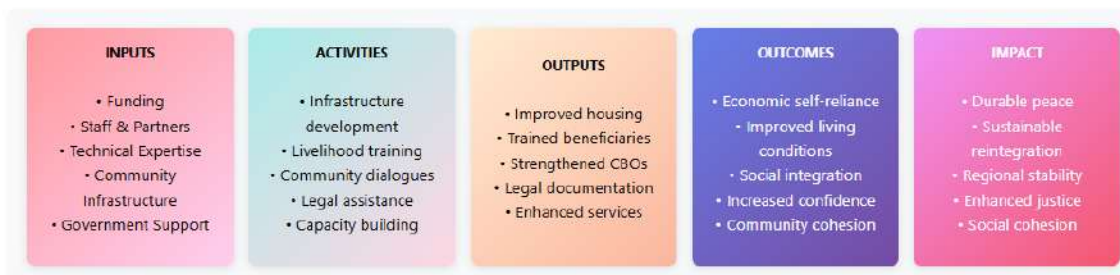 INPUTS
• Funding
• Staff & Partners
• Technical Expertise
• Community
Infrastructure
• Government Support
ACTIVITIES
• Infrastructure
development
• Livelihood training
• Community dialogues
• Legal assistance
• Capacity building
OUTPUTS
• Improved housing
• Trained beneficiaries
• Strengthened CBOs
• Legal documentation
• Enhanced services
OUTCOMES
• Economic self-reliance
• Improved living
conditions
• Social integration
• Increased confidence
• Community cohesion
IMPACT
• Durable peace
• Sustainable
reintegration
• Regional stability
• Enhanced justice
• Social cohesion